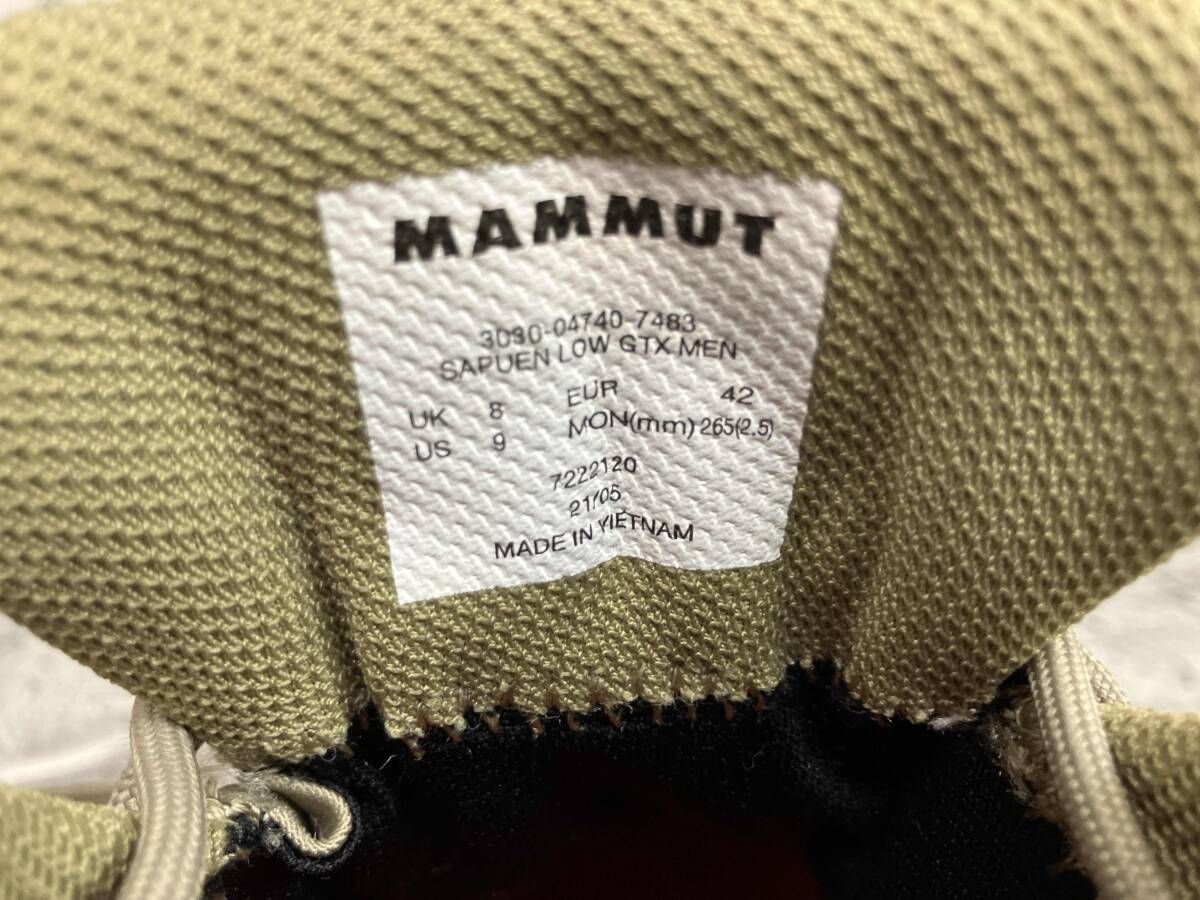 MAMMUT
3030-04740-7483
SAPUEN LOW GTX MEN
UK 8 EUR 42
US 9 MON(mm) 265(2.5)
7222120
21/05
MADE IN VIETNAM